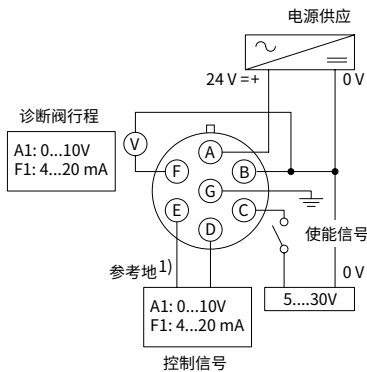 电源供应
24 V =+
0 V
诊断阀行程
A1: 0...10V
F1: 4...20 mA
V
A
F
B
G
E
C
D
使能信号
参考地1)
0 V
A1: 0...10V
F1: 4...20 mA
5....30V
控制信号